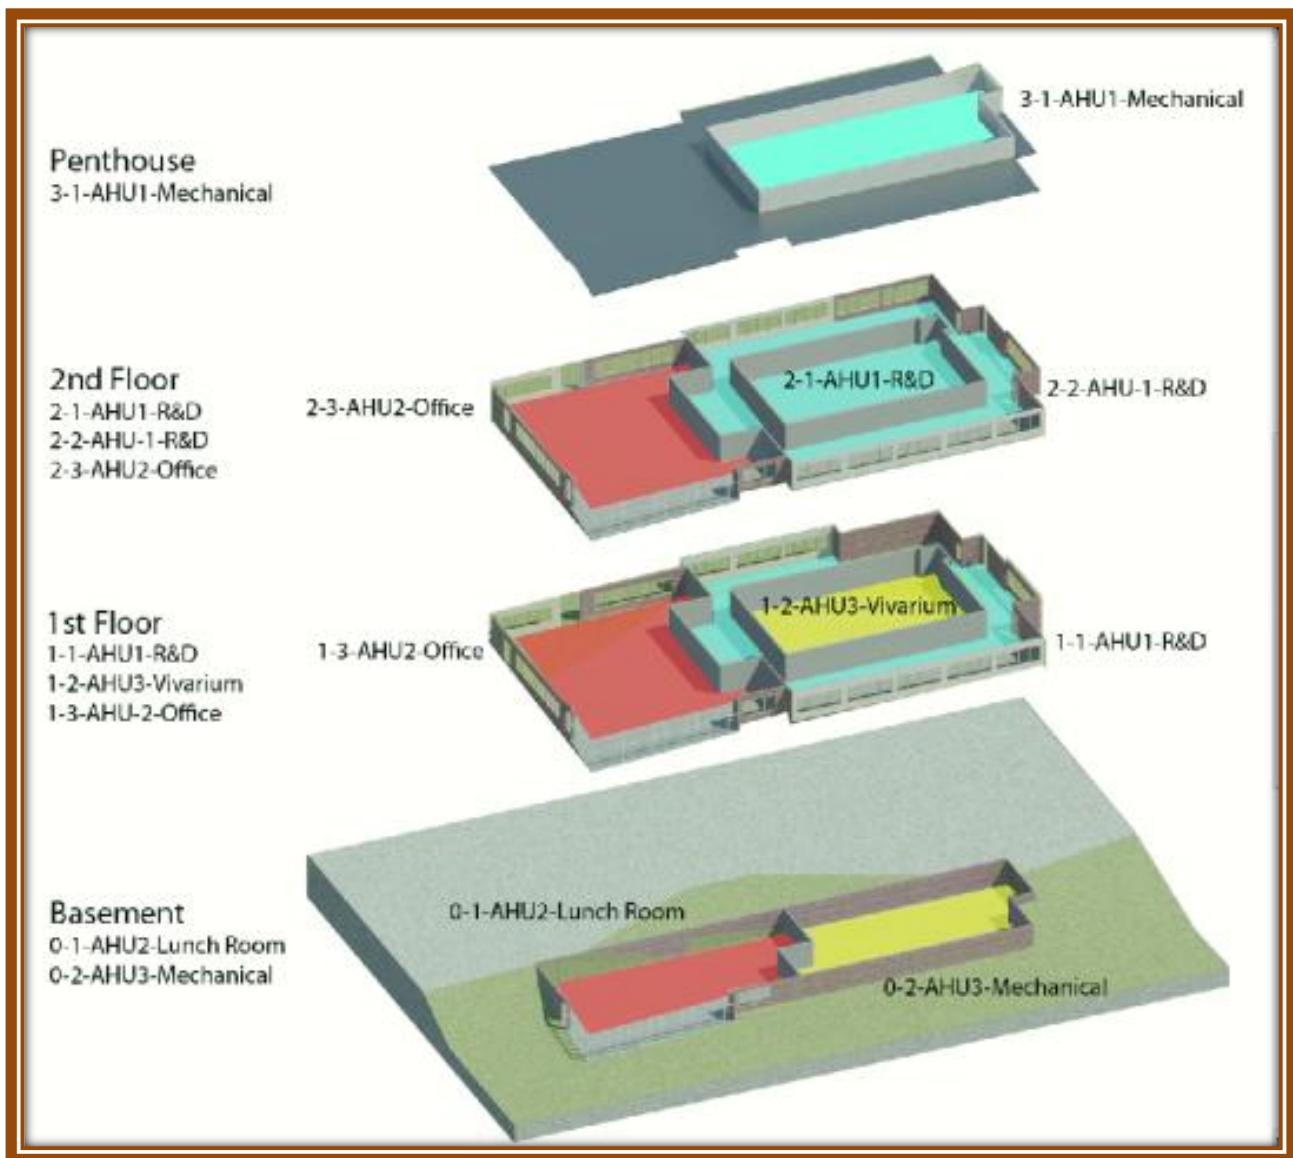 3-1-AHU1-Mechanical
Penthouse
3-1-AHU1-Mechanical
2nd Floor
2-1-AHU1-R&D
2-2-AHU-1-R&D
2-3-AHU2-Office
2-3-AHU2-Office
2-1-AHU1-R&D
2-2-AHU-1-R&D
1st Floor
1-1-AHU1-R&D
1-2-AHU3-Vivarium
1-3-AHU-2-Office
1-3-AHU2-Office
1-2-AHU3-Vivarium
1-1-AHU1-R&D
Basement
0-1-AHU2-Lunch Room
0-2-AHU3-Mechanical
0-1-AHU2-Lunch Room
0-2-AHU3-Mechanical